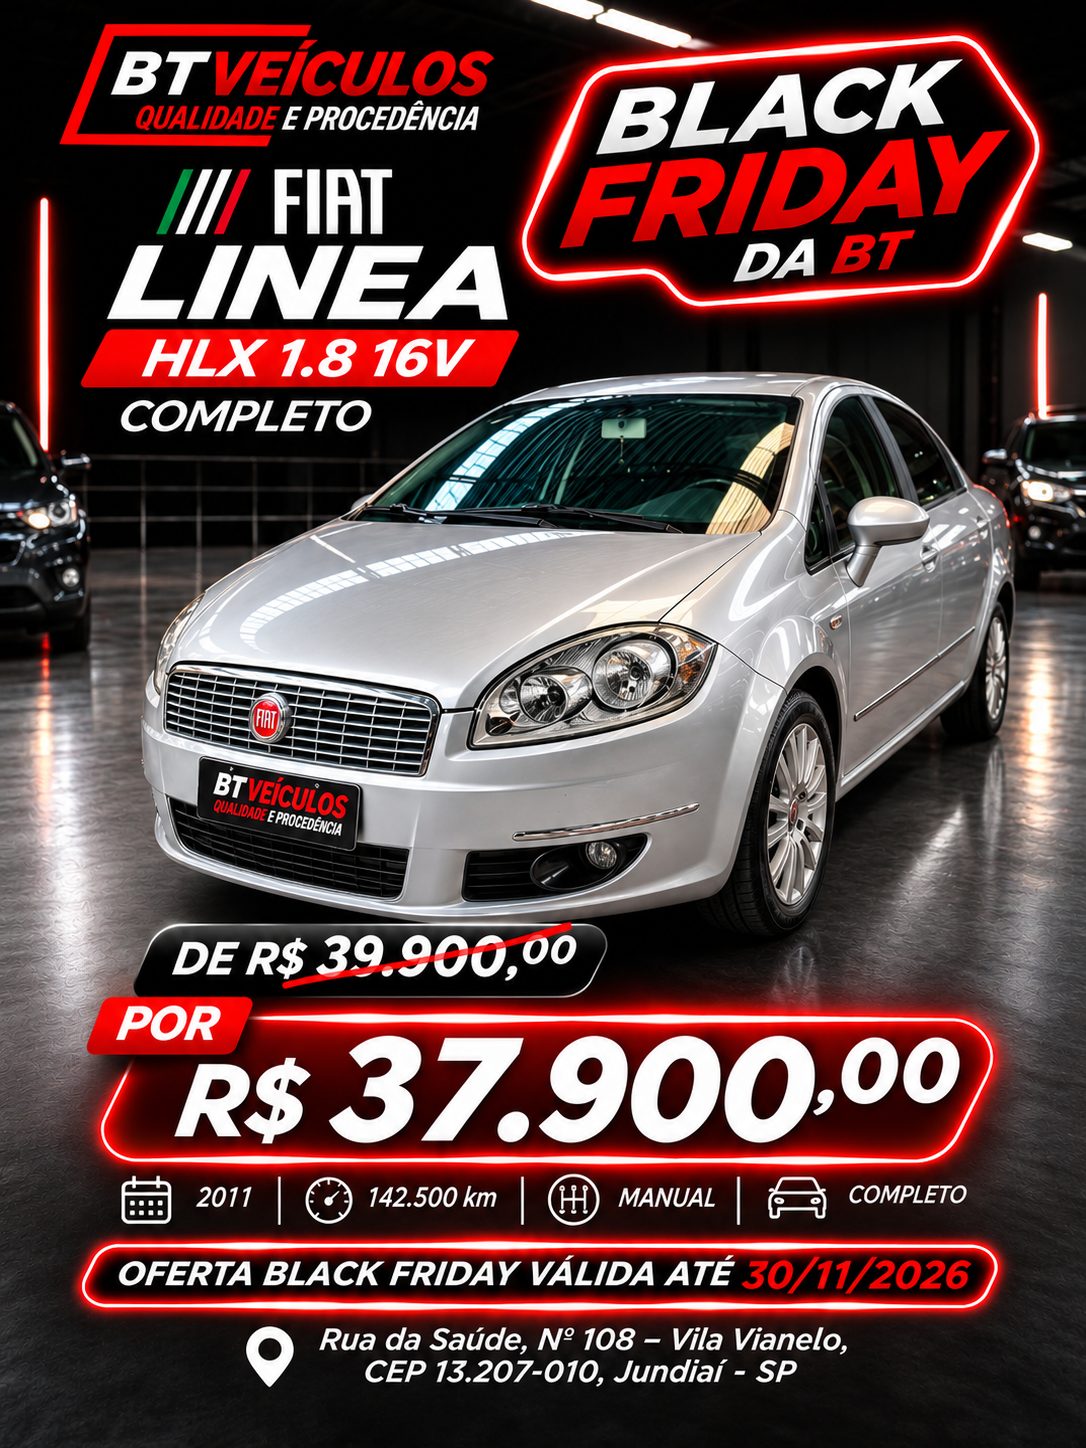 BT VEÍCULOS
QUALIDADE E PROCEDÊNCIA
BLACK
FRIDAY
DA BT
FIAT
LINEA
HLX 1.8 16V
COMPLETO
FIAT
BT VEÍCULOS
QUALIDADE E PROCEDÊNCIA
DE R$ 39.900,00
POR
R$ 37.900,00
2011
142.500 km
MANUAL
COMPLETO
OFERTA BLACK FRIDAY VÁLIDA ATÉ 30/11/2026
Rua da Saúde, Nº 108 – Vila Vianelo,
CEP 13.207-010, Jundiaí - SP